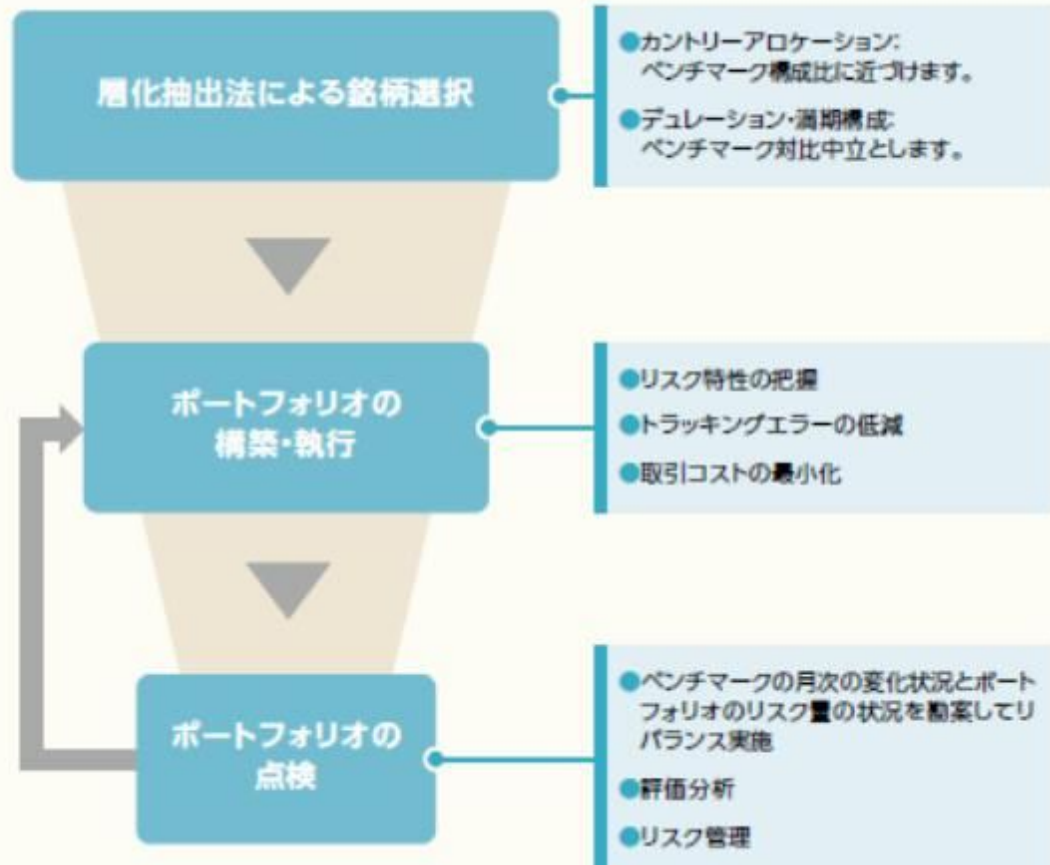 層化抽出法による銘柄選択
●カントリーアロケーション:
ベンチマーク構成比に近づけます。
●デュレーション・満期構成:
ベンチマーク対比中立とします。
ポートフォリオの
構築・執行
●リスク特性の把握
●トラッキングエラーの低減
●取引コストの最小化
ポートフォリオの
点検
●ベンチマークの月次の変化状況とポート
フォリオのリスク量の状況を勘案してリ
バランス実施
●評価分析
●リスク管理